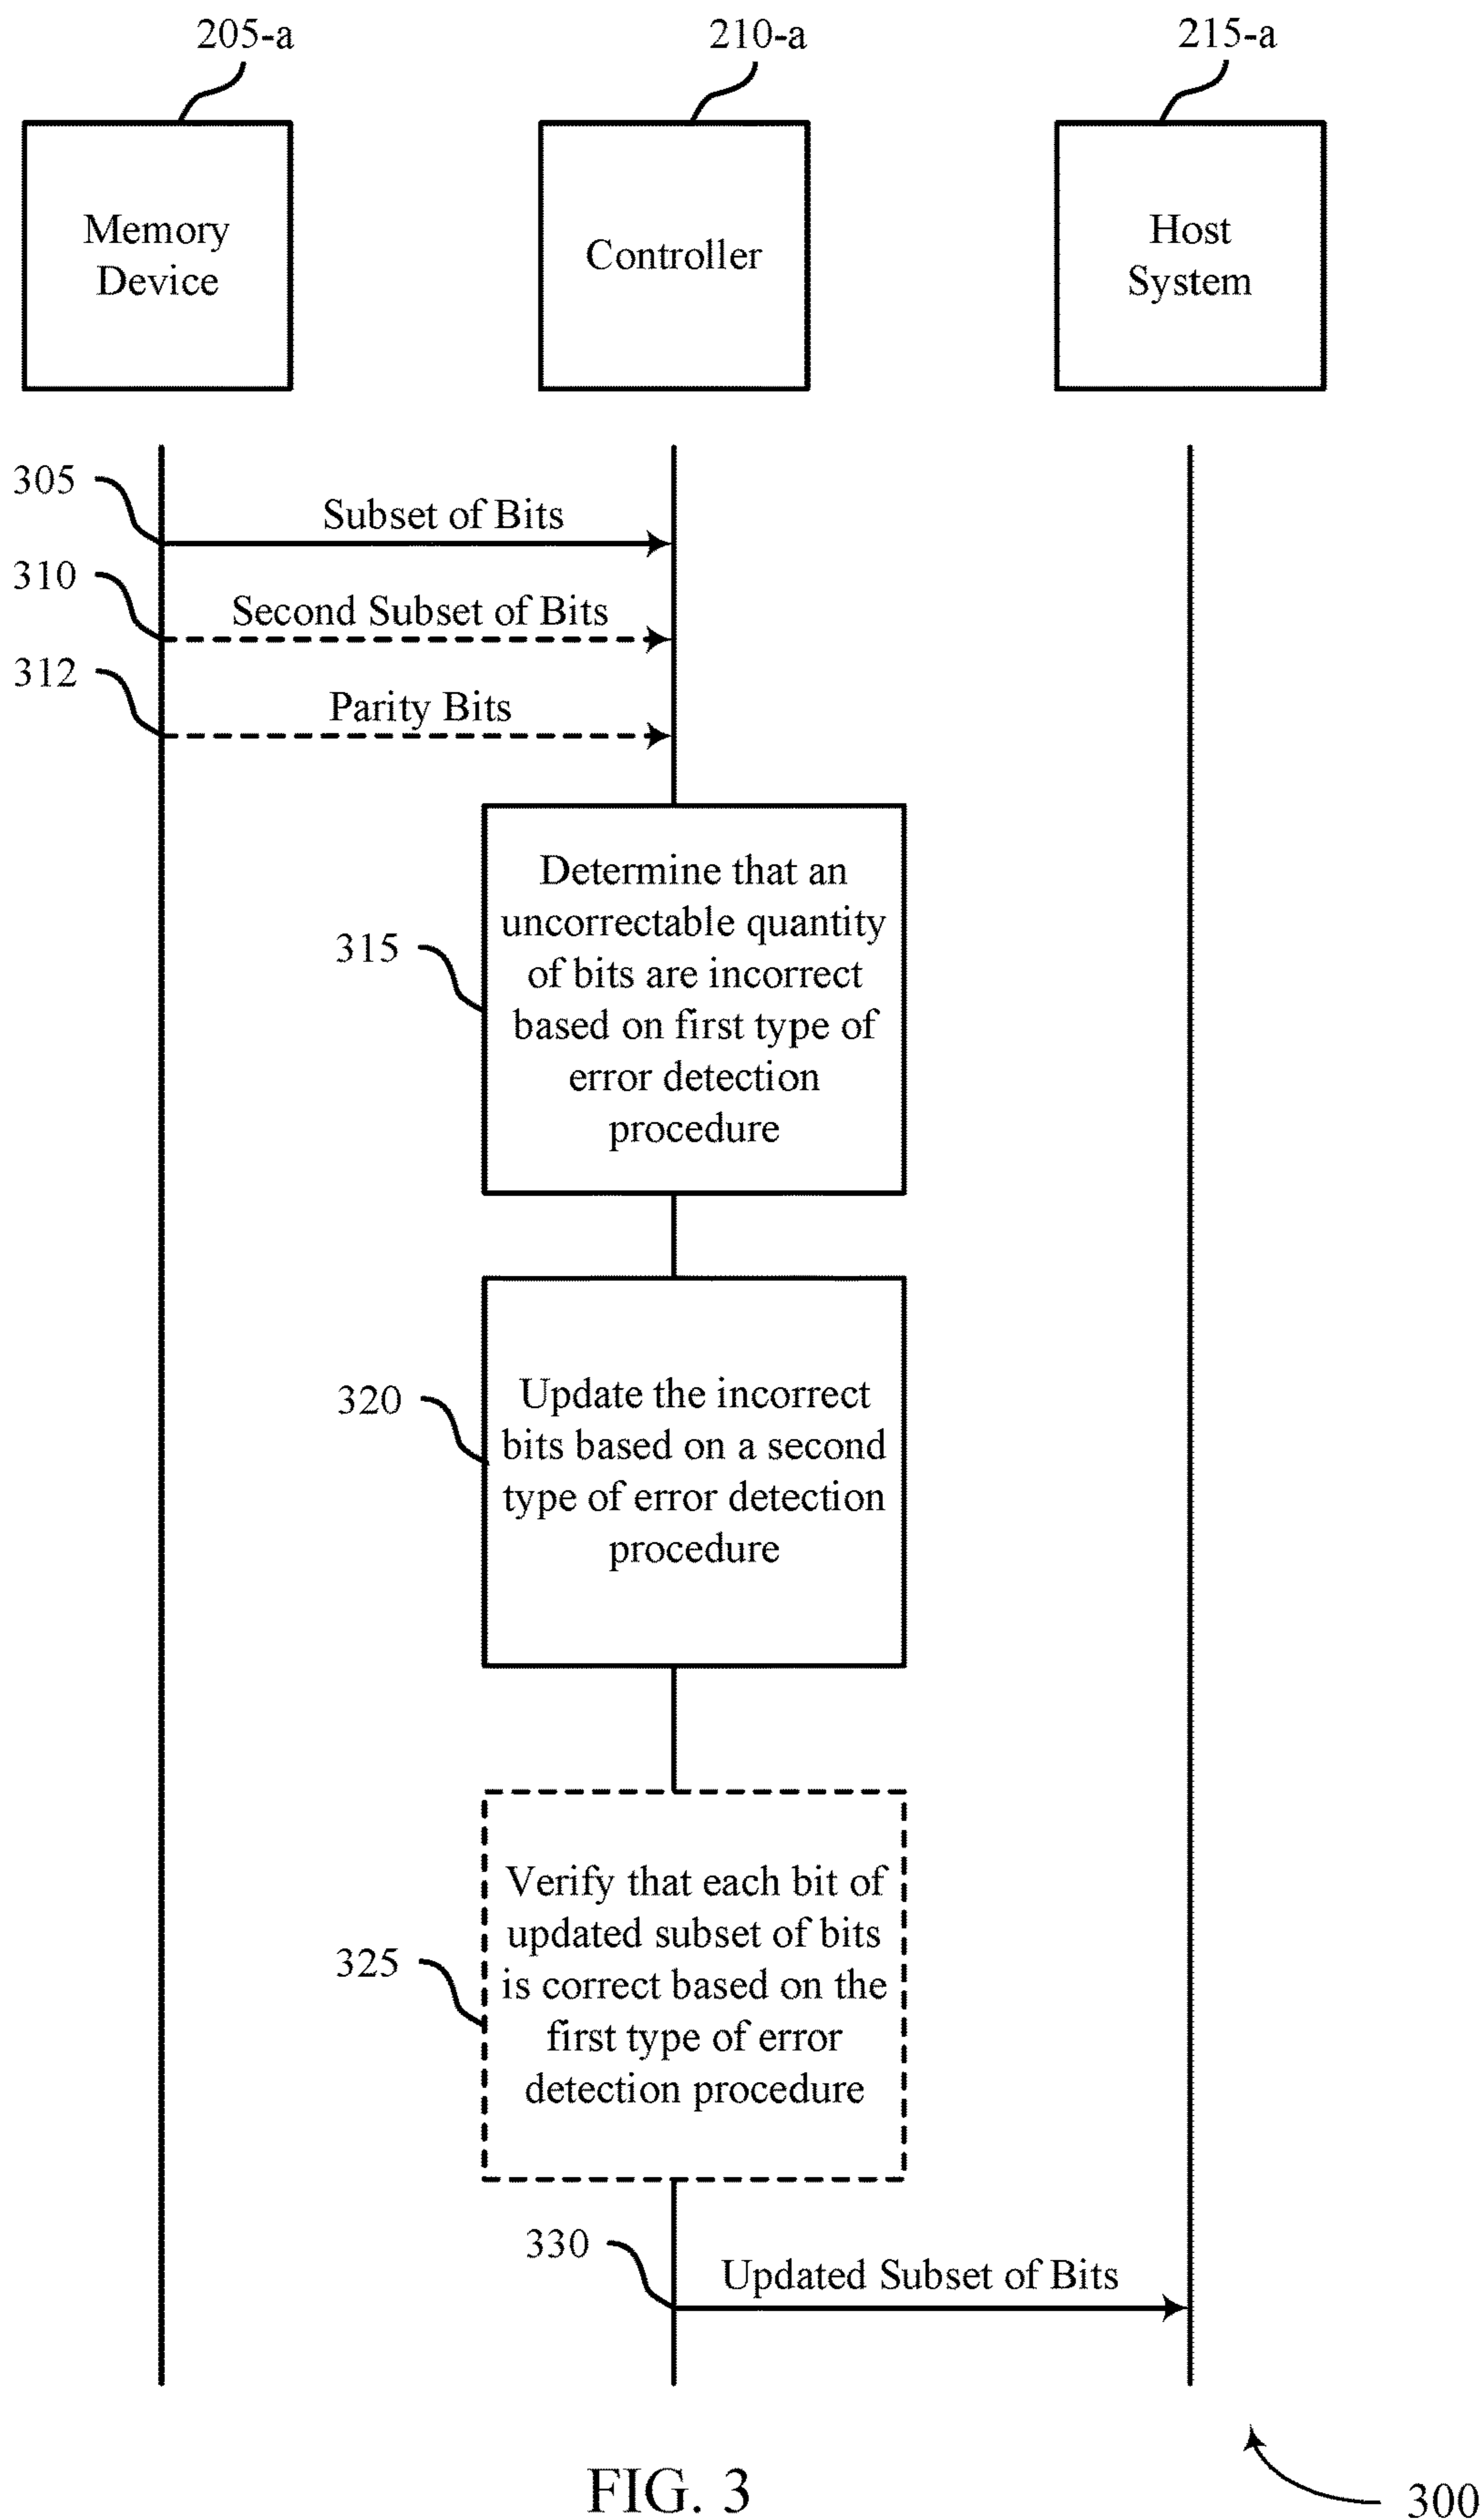 205-a
210-a
215-a
Memory
Device
Controller
Host
System
305
Subset of Bits
310
Second Subset of Bits
312
Parity Bits
315
Determine that an
uncorrectable quantity
of bits are incorrect
based on first type of
error detection
procedure
320
Update the incorrect
bits based on a second
type of error detection
procedure
325
Verify that each bit of
updated subset of bits
is correct based on the
first type of error
detection procedure
330
Updated Subset of Bits
FIG. 3
300